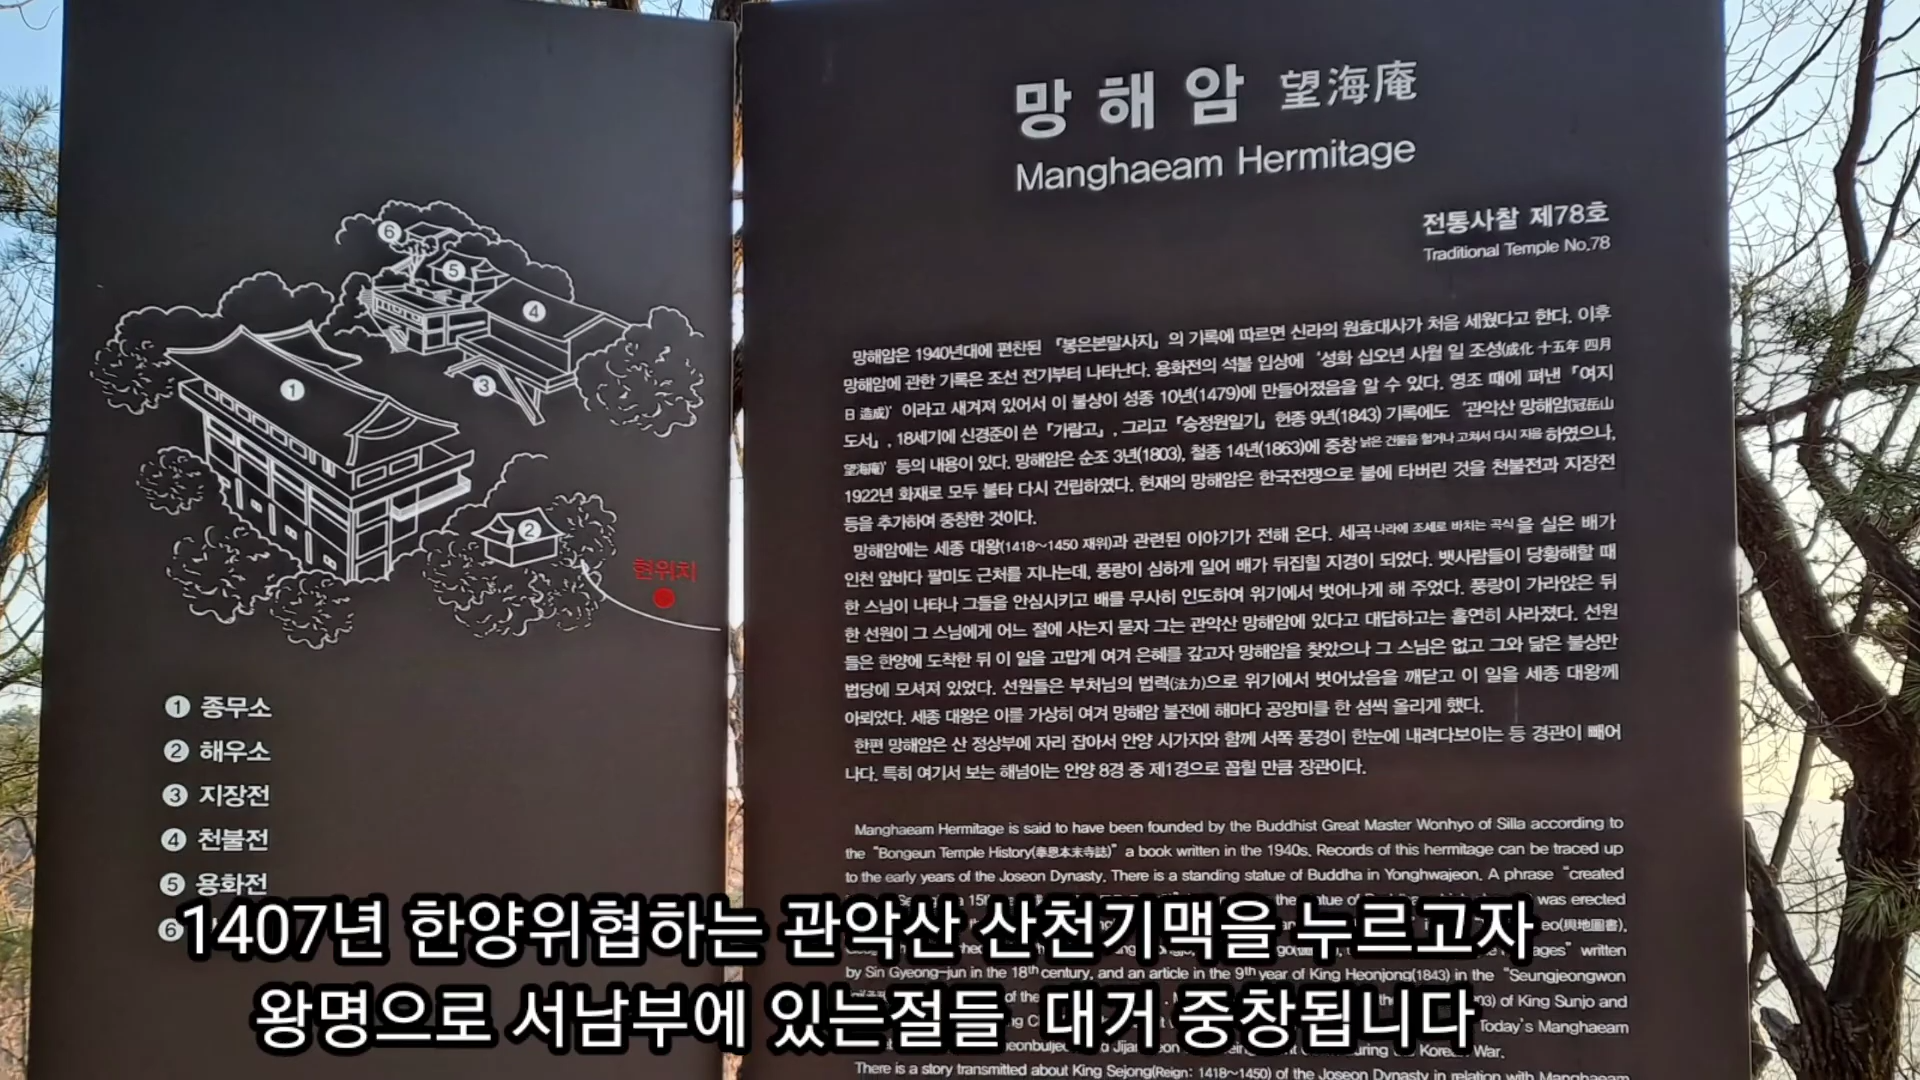 6
5
4
1
3
2
현위치
1 종무소
2 해우소
3 지장전
4 천불전
5 용화전
6
망해암 望海庵
Manghaeam Hermitage
전통사찰 제78호
Traditional Temple No.78
망해암은 1940년대에 편찬된 「봉은본말사지」의 기록에 따르면 신라의 원효대사가 처음 세웠다고 한다. 이후
망해암에 관한 기록은 조선 전기부터 나타난다. 용화전의 석불 입상에 '성화 십오년 사월 일 조성(成化 十五年 四月
日 造成)' 이라고 새겨져 있어서 이 불상이 성종 10년(1479)에 만들어졌음을 알 수 있다. 영조 때에 펴낸 「여지
도서」, 18세기에 신경준이 쓴 「가람고」, 그리고 「승정원일기」 헌종 9년(1843) 기록에도 '관악산 망해암(冠岳山
望海庵)' 등의 내용이 있다. 망해암은 순조 3년(1803), 철종 14년(1863)에 중창 낡은 건물을 헐거나 고쳐서 다시 지음 하였으나,
1922년 화재로 모두 불타 다시 건립하였다. 현재의 망해암은 한국전쟁으로 불에 타버린 것을 천불전과 지장전
등을 추가하여 중창한 것이다.
망해암에는 세종 대왕(1418~1450 재위)과 관련된 이야기가 전해 온다. 세곡 나라에 조세로 바치는 곡식 을 실은 배가
인천 앞바다 팔미도 근처를 지나는데, 풍랑이 심하게 일어 배가 뒤집힐 지경이 되었다. 뱃사람들이 당황해할 때
한 스님이 나타나 그들을 안심시키고 배를 무사히 인도하여 위기에서 벗어나게 해 주었다. 풍랑이 가라앉은 뒤
한 선원이 그 스님에게 어느 절에 사는지 묻자 그는 관악산 망해암에 있다고 대답하고는 홀연히 사라졌다. 선원
들은 한양에 도착한 뒤 이 일을 고맙게 여겨 은혜를 갚고자 망해암을 찾았으나 그 스님은 없고 그와 닮은 불상만
법당에 모셔져 있었다. 선원들은 부처님의 법력(法力)으로 위기에서 벗어났음을 깨닫고 이 일을 세종 대왕께
아뢰었다. 세종 대왕은 이를 가상히 여겨 망해암 불전에 해마다 공양미를 한 섬씩 올리게 했다.
한편 망해암은 산 정상부에 자리 잡아서 안양 시가지와 함께 서쪽 풍경이 한눈에 내려다보이는 등 경관이 빼어
나다. 특히 여기서 보는 해넘이는 안양 8경 중 제1경으로 꼽힐 만큼 장관이다.
Manghaeam Hermitage is said to have been founded by the Buddhist Great Master Wonhyo of Silla according to
the "Bongeun Temple History(奉恩本末寺誌)" a book written in the 1940s. Records of this hermitage can be traced up
to the early years of the Joseon Dynasty. There is a standing statue of Buddha in Yonghwajeon. A phrase "created
was erected
eo(輿地圖書),
written
by Sin Gyeong-jun in the 18th century, and an article in the 9th year of King Heonjong(1843) in the "Seungjeongwon
of the of King Sunjo and
Today's Manghaeam
during the Korean War.
There is a story transmitted about King Sejong(Reign: 1418~1450) of the Joseon Dynasty in relation with Manghaeam
1407년 한양위협하는 관악산 산천기맥을 누르고자
왕명으로 서남부에 있는절들 대거 중창됩니다